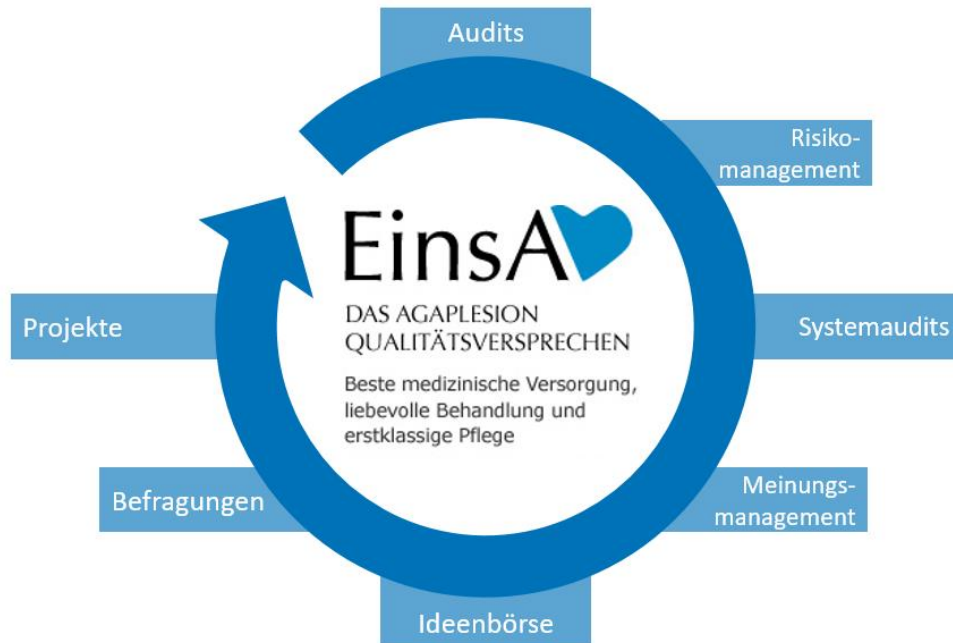 Audits
Risiko-
management
Systemaudits
Meinungs-
management
Ideenbörse
Befragungen
Projekte
EinsA
DAS AGAPLESION
QUALITÄTSVERSPRECHEN
Beste medizinische Versorgung,
liebevolle Behandlung und
erstklassige Pflege